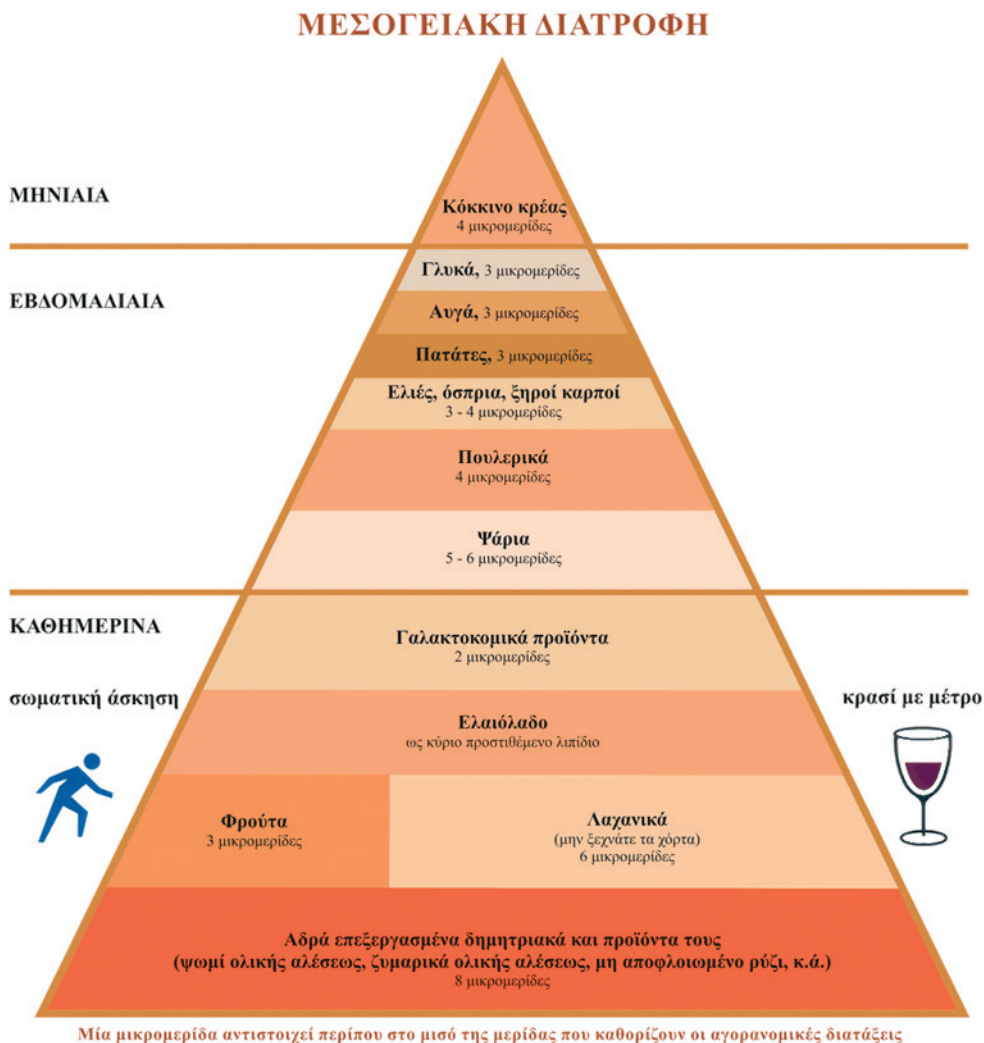 ΜΕΣΟΓΕΙΑΚΗ ΔΙΑΤΡΟΦΗ
ΜΗΝΙΑΙΑ
Κόκκινο κρέας
4 μικρομερίδες
Γλυκά, 3 μικρομερίδες
ΕΒΔΟΜΑΔΙΑΙΑ
Αυγά, 3 μικρομερίδες
Πατάτες, 3 μικρομερίδες
Ελιές, όσπρια, ξηροί καρποί
3 - 4 μικρομερίδες
Πουλερικά
4 μικρομερίδες
Ψάρια
5 - 6 μικρομερίδες
ΚΑΘΗΜΕΡΙΝΑ
Γαλακτοκομικά προϊόντα
2 μικρομερίδες
σωματική άσκηση
κρασί με μέτρο
Ελαιόλαδο
ως κύριο προστιθέμενο λιπίδιο
Φρούτα
3 μικρομερίδες
Λαχανικά
(μην ξεχνάτε τα χόρτα)
6 μικρομερίδες
Αδρά επεξεργασμένα δημητριακά και προϊόντα τους
(ψωμί ολικής αλέσεως, ζυμαρικά ολικής αλέσεως, μη αποφλοιωμένο ρύζι, κ.ά.)
8 μικρομερίδες
Μία μικρομερίδα αντιστοιχεί περίπου στο μισό της μερίδας που καθορίζουν οι αγορανομικές διατάξεις